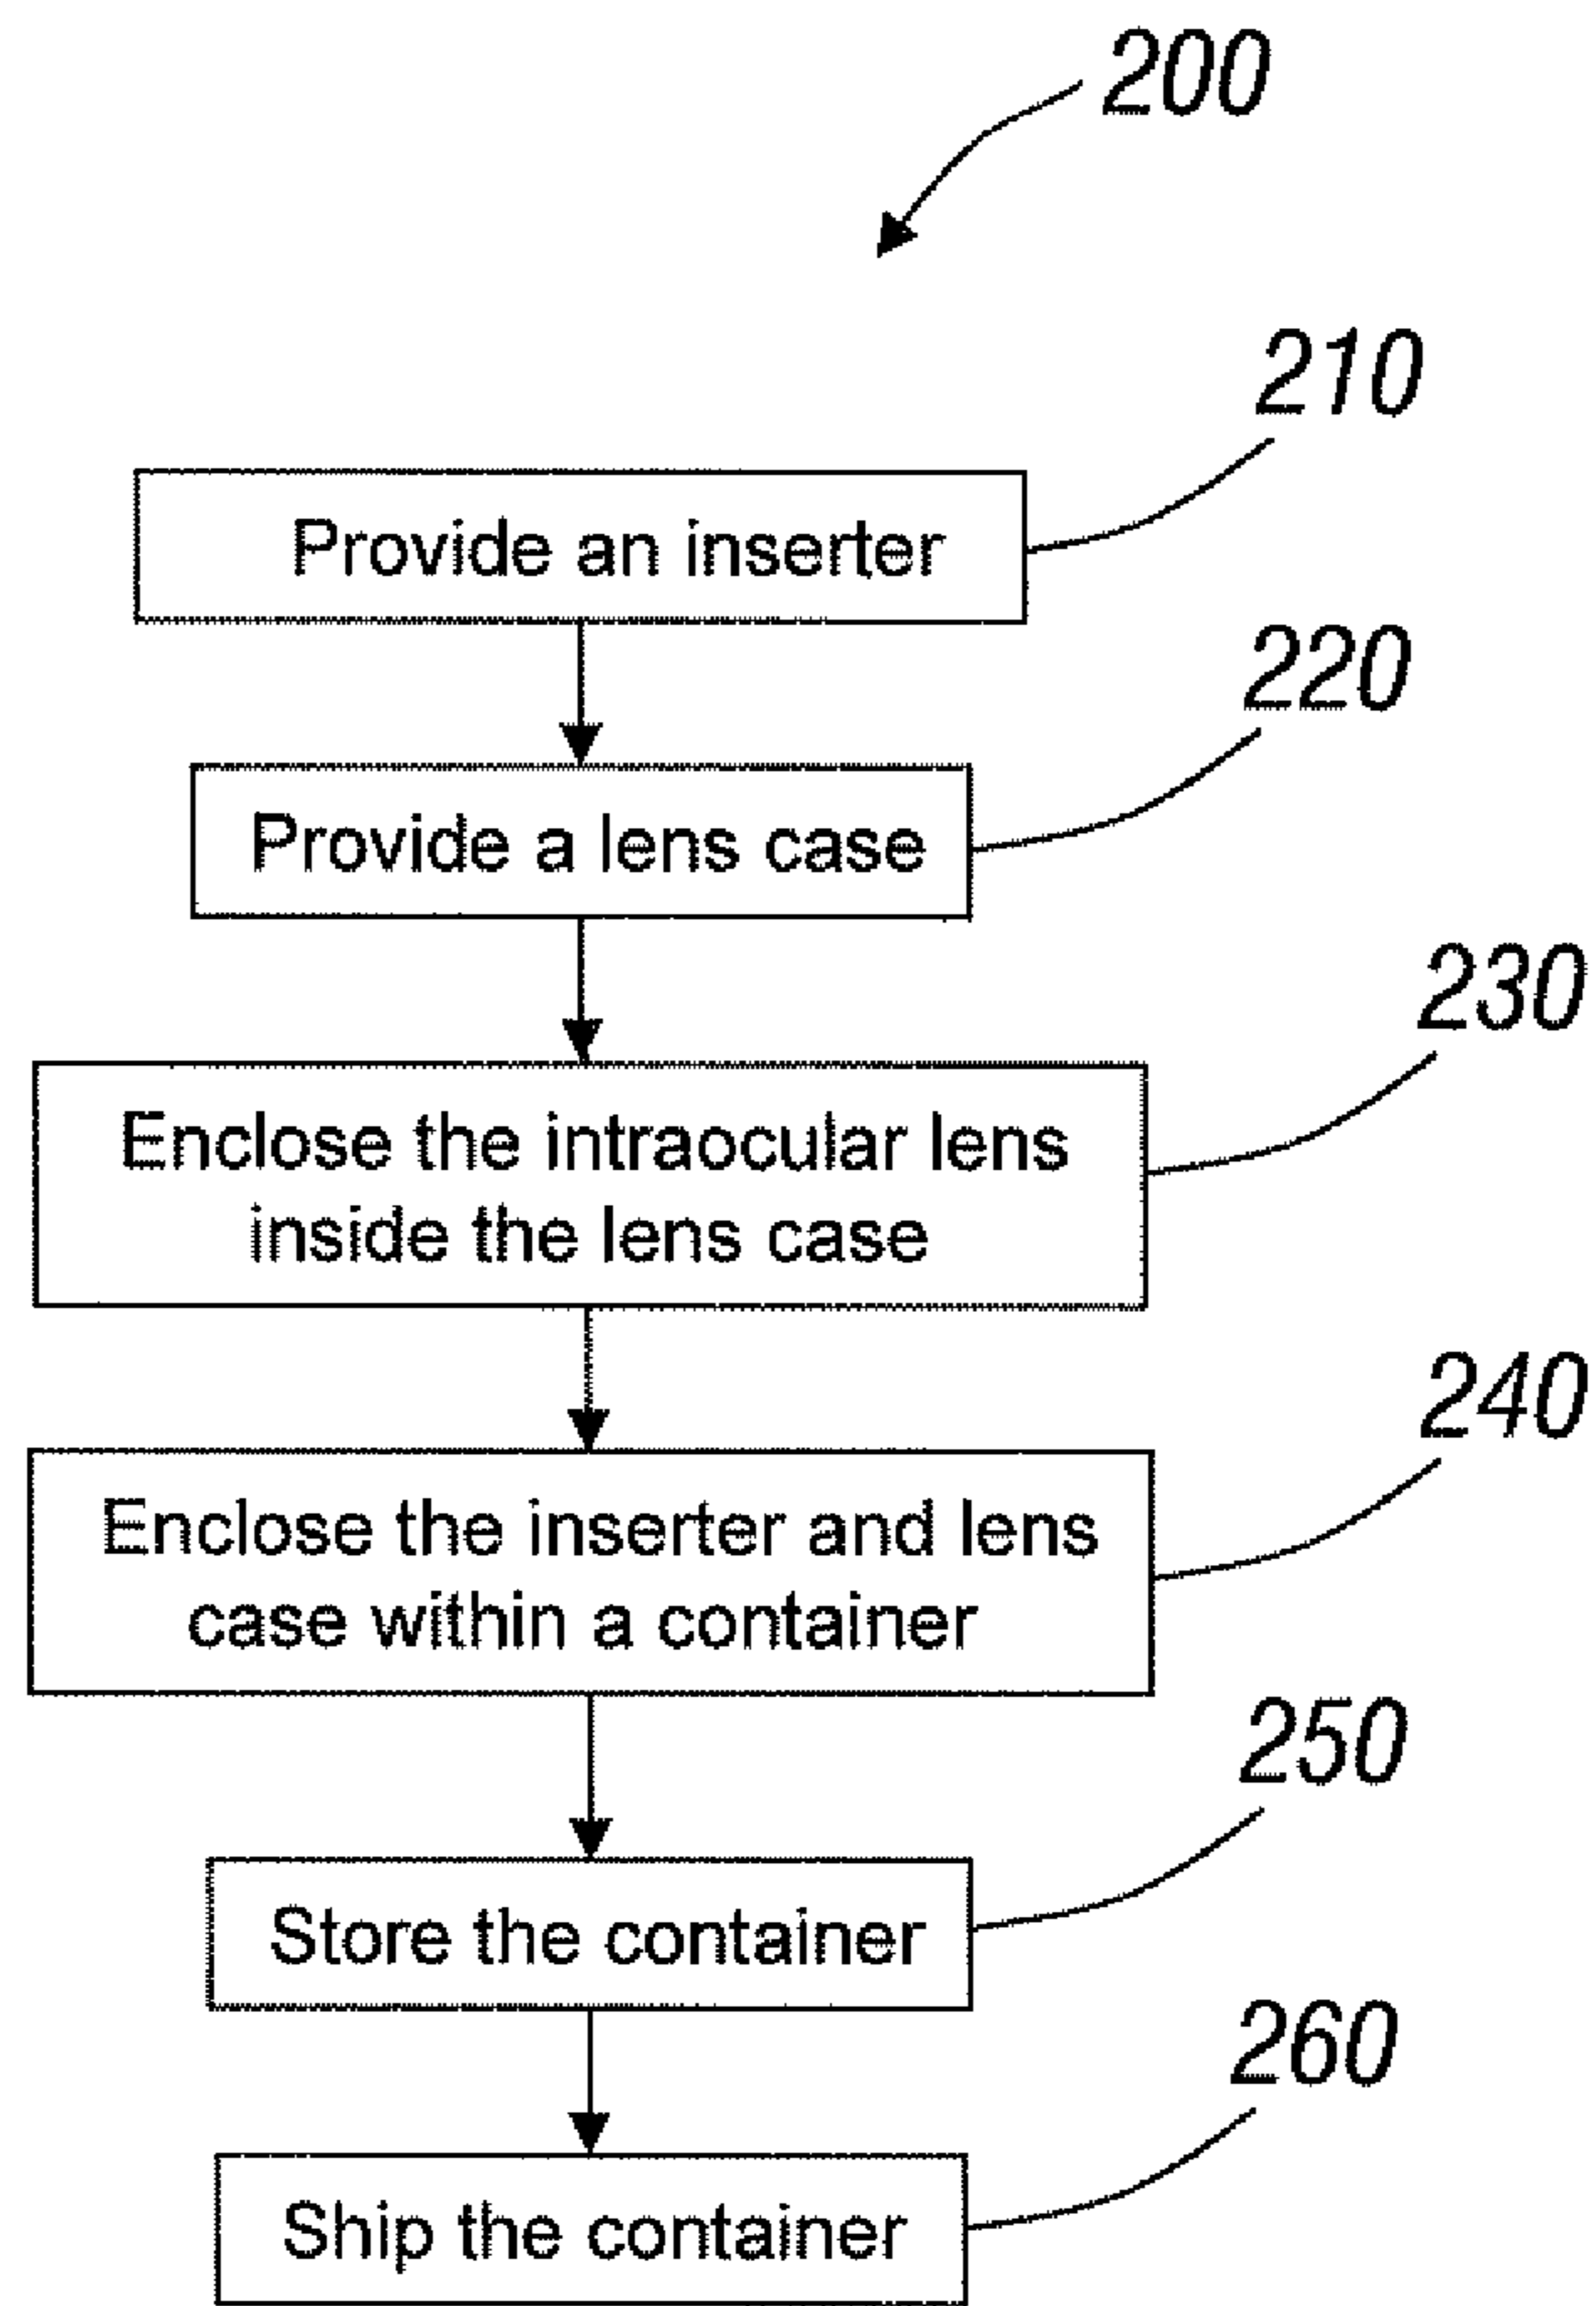 200
210
Provide an inserter
220
Provide a lens case
230
Enclose the intraocular lens
inside the lens case
240
Enclose the inserter and lens
case within a container
250
Store the container
260
Ship the container